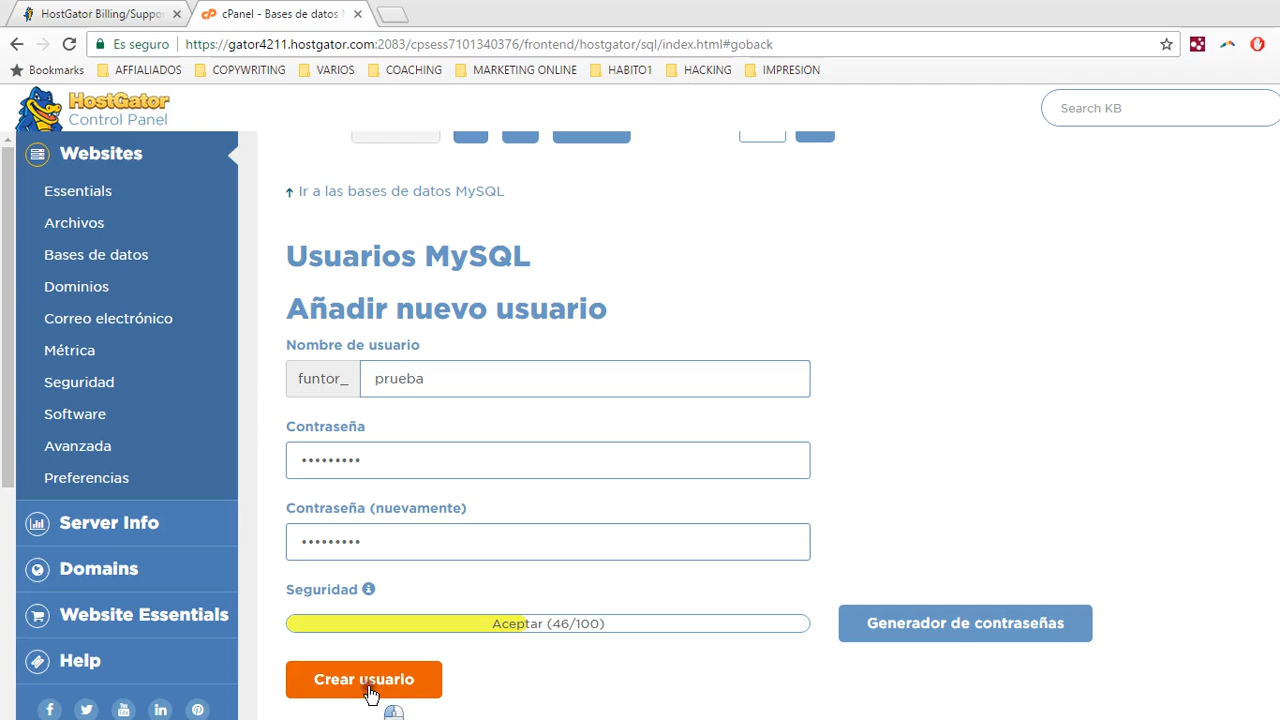 HostGator Billing/Suppo
cPanel - Bases de datos
Es seguro
https://gator4211.hostgator.com:2083/cpsess7101340376/frontend/hostgator/sql/index.html#goback
Bookmarks
AFFIALIADOS
COPYWRITING
VARIOS
COACHING
MARKETING ONLINE
HABITO1
HACKING
IMPRESION
HostGator
Control Panel
Search KB
Websites
Essentials
Archivos
Bases de datos
Dominios
Correo electrónico
Métrica
Seguridad
Software
Avanzada
Preferencias
Server Info
Domains
Website Essentials
Help
Ir a las bases de datos MySQL
Usuarios MySQL
Añadir nuevo usuario
Nombre de usuario
funtor_
prueba
Contraseña
•••••••••
Contraseña (nuevamente)
•••••••••
Seguridad
Aceptar (46/100)
Generador de contraseñas
Crear usuario